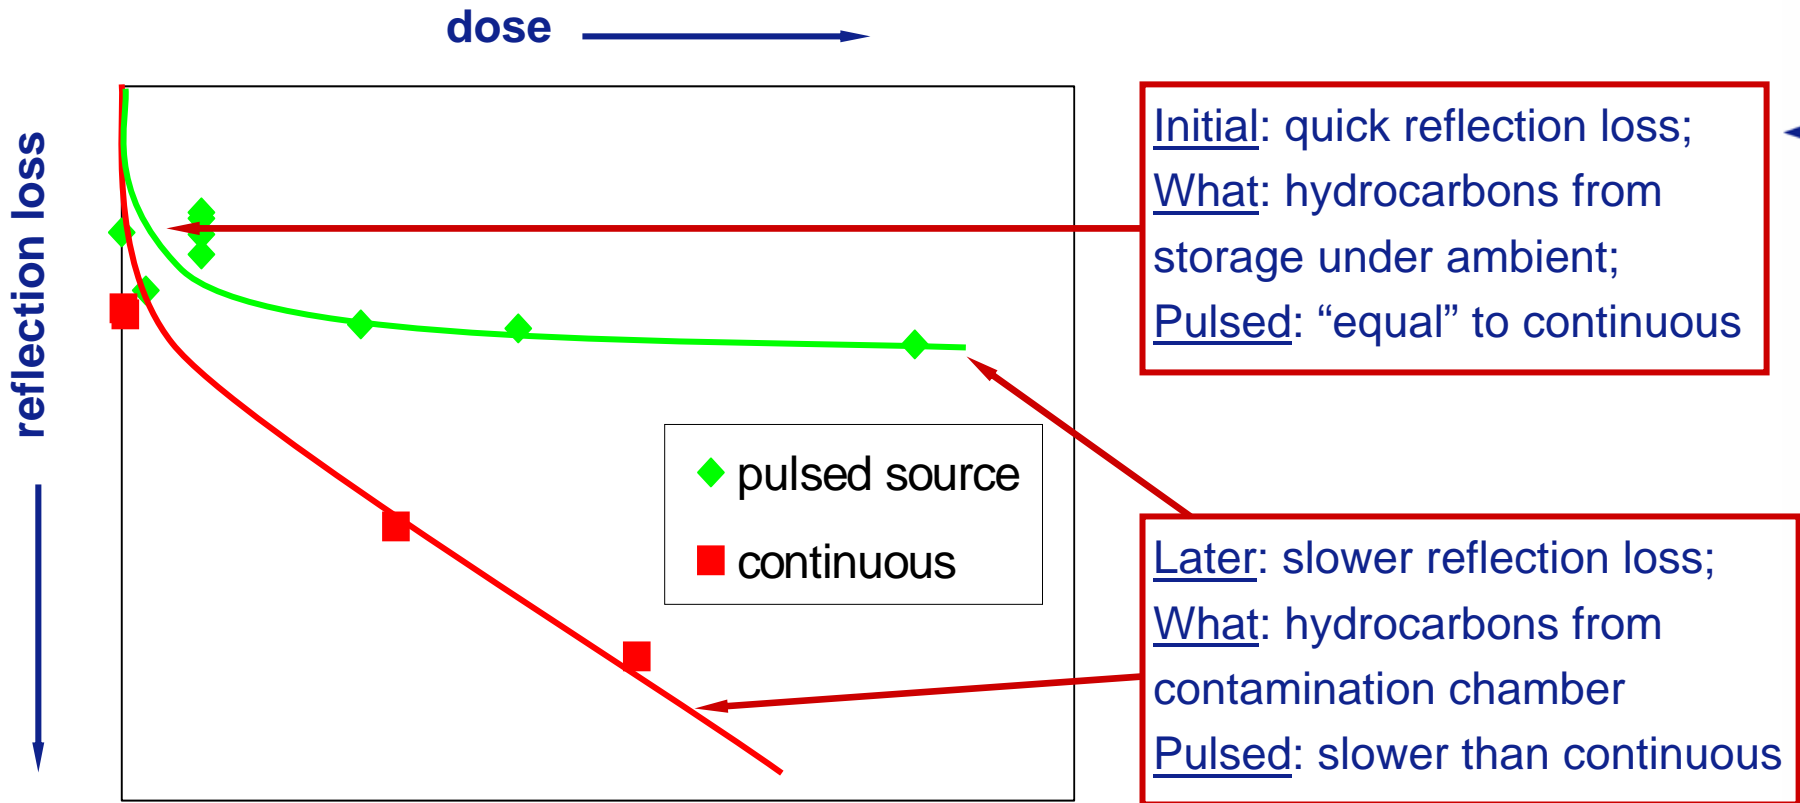 dose
reflection loss
Initial: quick reflection loss;
What: hydrocarbons from
storage under ambient;
Pulsed: “equal” to continuous
pulsed source
continuous
Later: slower reflection loss;
What: hydrocarbons from
contamination chamber
Pulsed: slower than continuous